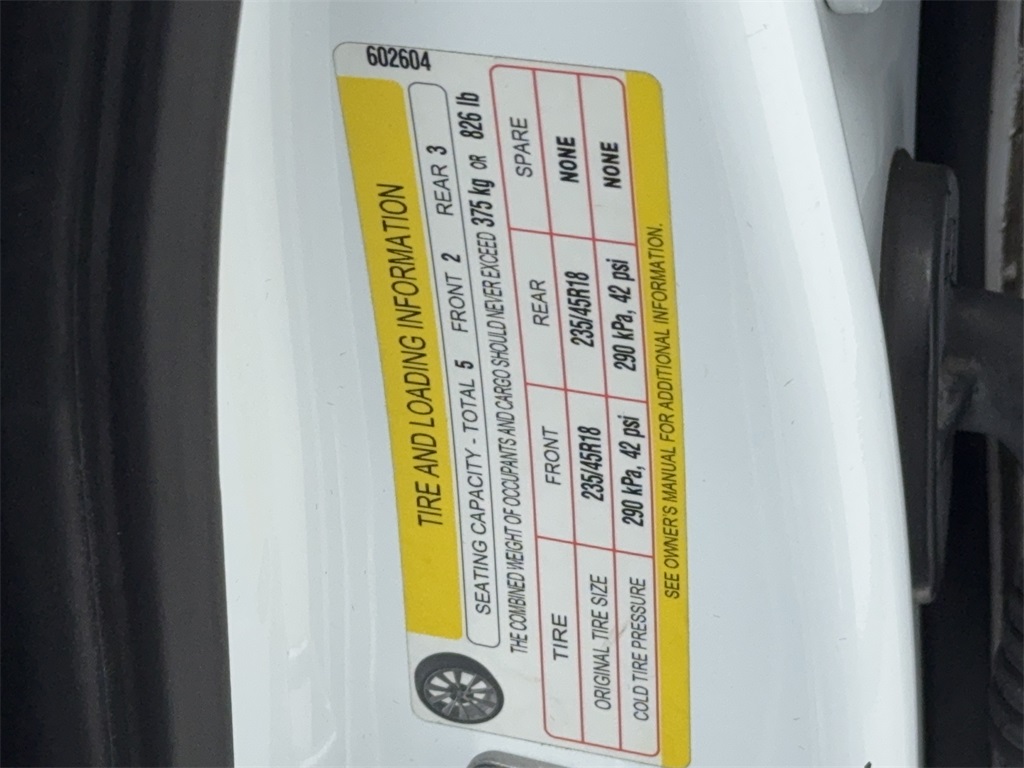 602604
TIRE AND LOADING INFORMATION
SEATING CAPACITY - TOTAL 5 FRONT 2 REAR 3
THE COMBINED WEIGHT OF OCCUPANTS AND CARGO SHOULD NEVER EXCEED 375 kg OR 826 lb
TIRE FRONT REAR SPARE
ORIGINAL TIRE SIZE 235/45R18 235/45R18 NONE
COLD TIRE PRESSURE 290 kPa, 42 psi 290 kPa, 42 psi NONE
SEE OWNER'S MANUAL FOR ADDITIONAL INFORMATION.